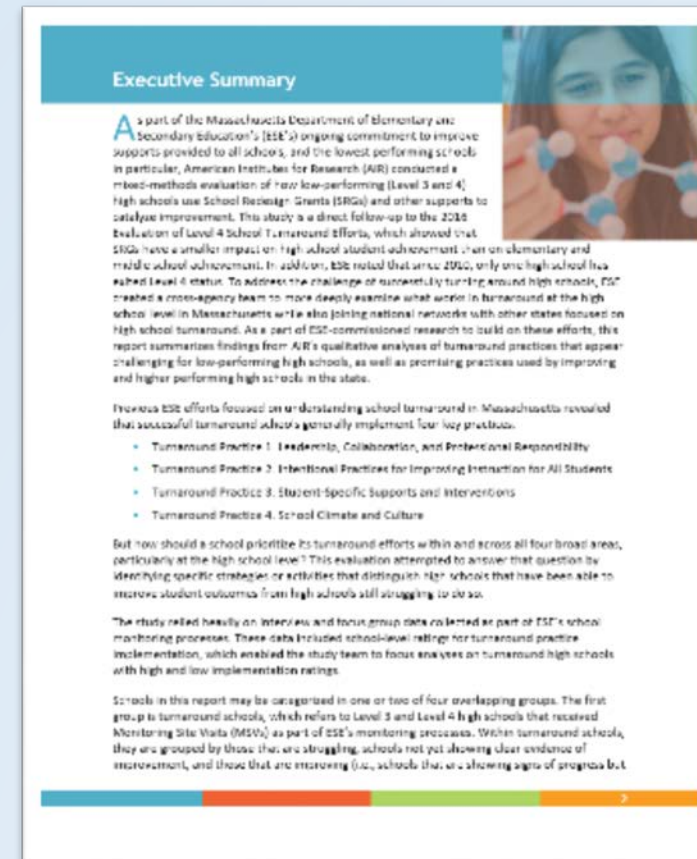 Executive Summary
As part of the Massachusetts Department of Elementary and
Secondary Education's (ESE's) ongoing commitment to improve
supports provided to all schools, and the lowest performing schools
in particular, American Institutes for Research (AIR) conducted a
mixed-methods evaluation of how low-performing (Level 3 and 4)
high schools use School Redesign Grants (SRGs) and other supports to
catalyze improvement. This study is a direct follow-up to the 2016
Evaluation of Level 4 School Turnaround Efforts, which showed that
SRGs have a smaller impact on high school student achievement than on elementary and
middle school achievement. In addition, ESE noted that since 2010, only one high school has
exited Level 4 status. To address the challenge of successfully turning around high schools, ESE
created a cross-agency team to more deeply examine what works in turnaround at the high
school level in Massachusetts while also joining national networks with other states focused on
high school turnaround. As a part of ESE-commissioned research to build on these efforts, this
report summarizes findings from AIR's qualitative analyses of turnaround practices that appear
challenging for low-performing high schools, as well as promising practices used by improving
and higher performing high schools in the state.
Previous ESE efforts focused on understanding school turnaround in Massachusetts revealed
that successful turnaround schools generally implement four key practices.
• Turnaround Practice 1. Leadership, Collaboration, and Professional Responsibility
• Turnaround Practice 2. Intentional Practices for Improving Instruction for All Students
• Turnaround Practice 3. Student-Specific Supports and Interventions
• Turnaround Practice 4. School Climate and Culture
But how should a school prioritize its turnaround efforts within and across all four broad areas,
particularly at the high school level? This evaluation attempted to answer that question by
identifying specific strategies or activities that distinguish high schools that have been able to
improve student outcomes from high schools still struggling to do so.
The study relied heavily on interview and focus group data collected as part of ESE's school
monitoring processes. These data included school-level ratings for turnaround practice
implementation, which enabled the study team to focus analyses on turnaround high schools
with high and low implementation ratings.
Schools in this report may be categorized in one or two of four overlapping groups. The first
group is turnaround schools, which refers to Level 3 and Level 4 high schools that received
Monitoring Site Visits (MSVs) as part of ESE's monitoring processes. Within turnaround schools,
they are grouped by those that are struggling, schools not yet showing clear evidence of
improvement, and those that are improving (i.e., schools that are showing signs of progress but